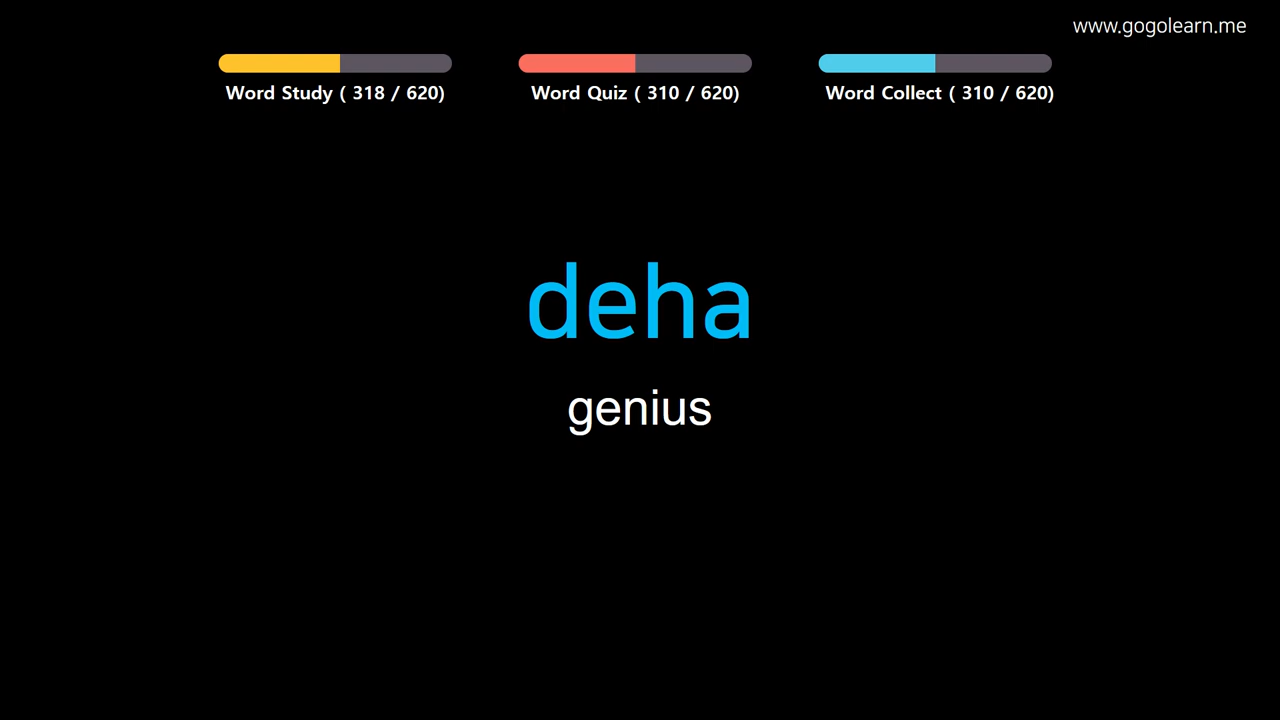 www.gogolearn.me
Word Study ( 318 / 620)
Word Quiz ( 310 / 620)
Word Collect ( 310 / 620)
deha
genius